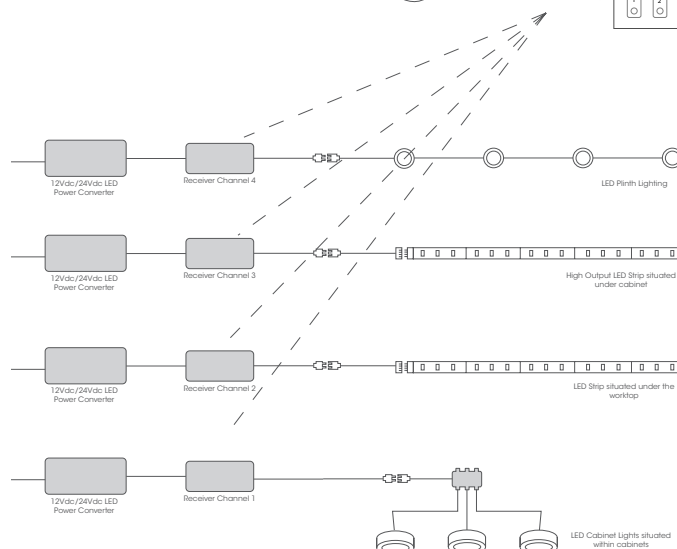 1 2
12Vdc/24Vdc LED
Power Converter
Receiver Channel 4
LED Plinth Lighting
12Vdc/24Vdc LED
Power Converter
Receiver Channel 3
High Output LED Strip situated
under cabinet
12Vdc/24Vdc LED
Power Converter
Receiver Channel 2
LED Strip situated under the
worktop
12Vdc/24Vdc LED
Power Converter
Receiver Channel 1
LED Cabinet Lights situated
within cabinets